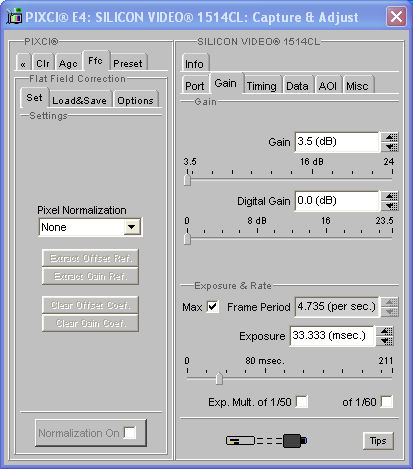 PIXCI® E4: SILICON VIDEO® 1514CL: Capture & Adjust
PIXCI®
« Clr Agc Ffc Preset
Flat Field Correction
Set Load&Save Options
Settings
Pixel Normalization
None
Extract Offset Ref.
Extract Gain Ref.
Clear Offset Coef.
Clear Gain Coef.
Normalization On
SILICON VIDEO® 1514CL
Info
Port Gain Timing Data AOI Misc
Gain
Gain 3.5 (dB)
3.5 16 dB 24
Digital Gain 0.0 (dB)
0 8 dB 16 23.5
Exposure & Rate
Max Frame Period 4.735 (per sec.)
Exposure 33.333 (msec.)
0 80 msec. 211
Exp. Mult. of 1/50 of 1/60
Tips